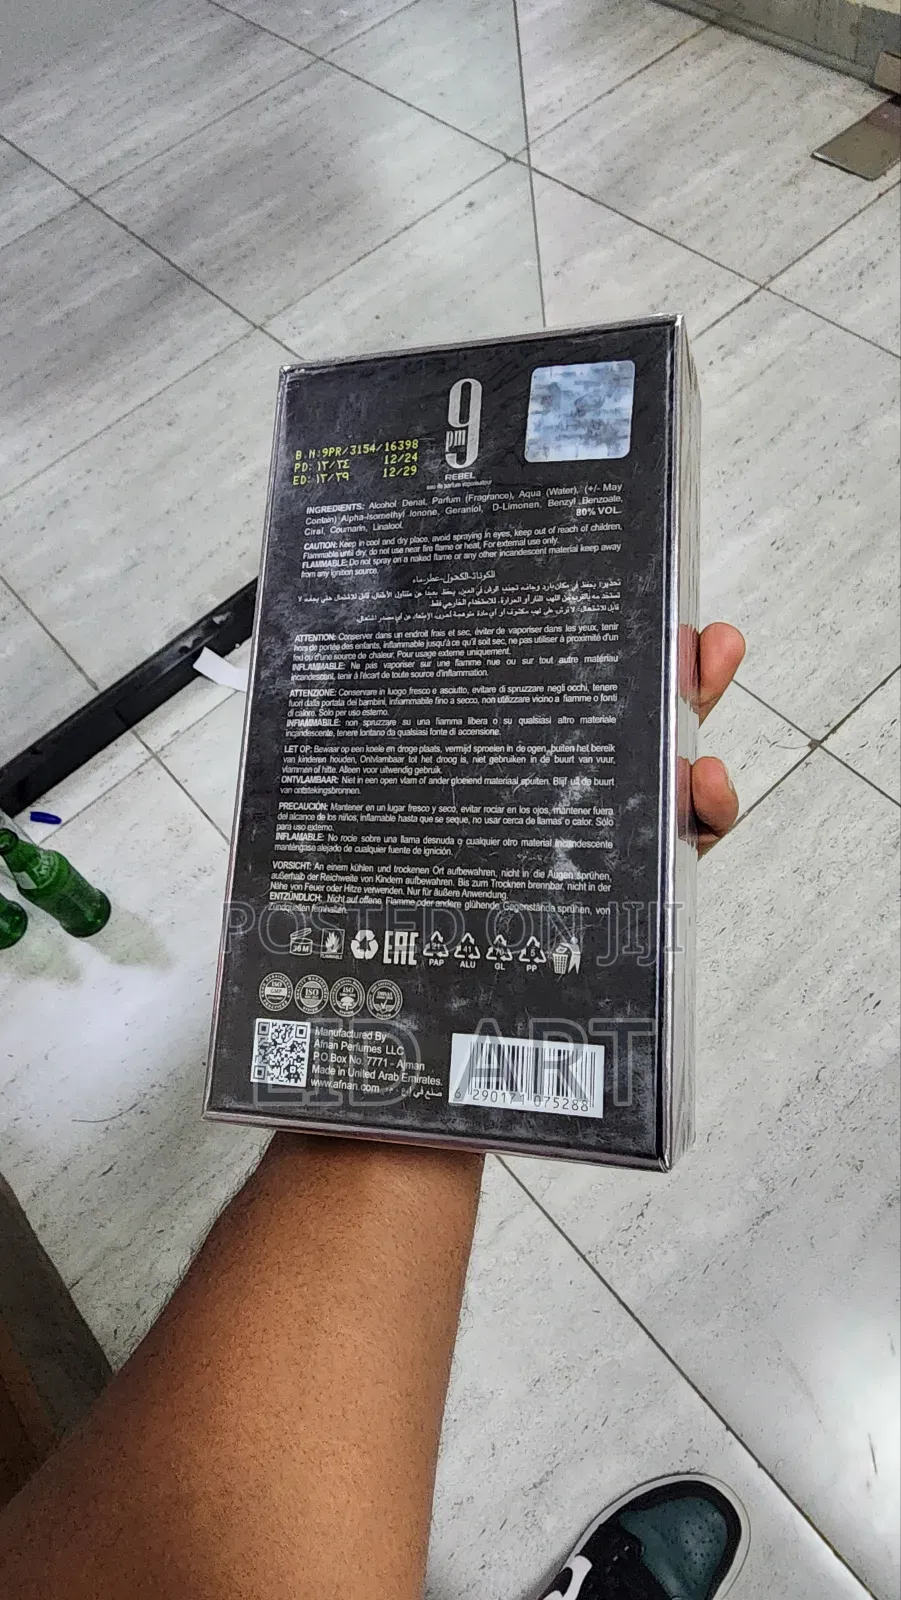 9
pm
REBEL
eau de parfum vaporisateur
B.N:9PR/3154/16398
PD: ١٢/٢٤ 12/24
ED: ١٢/٢٩ 12/29
INGREDIENTS: Alcohol Denat, Parfum (Fragrance), Aqua (Water), (+/- May
Contain) Alpha-Isomethyl Ionone, Geraniol, D-Limonen, Benzyl Benzoate,
Ciral, Coumarin, Linalool.
80% VOL.
CAUTION: Keep in cool and dry place, avoid spraying in eyes, keep out of reach of children,
Flammable until dry, do not use near fire flame or heat, For external use only.
FLAMMABLE: Do not spray on a naked flame or any other incandescent material keep away
from any ignition source.
ATTENTION: Conserver dans un endroit frais et sec, éviter de vaporiser dans les yeux, tenir
hors de portée des enfants, inflammable jusqu'à ce qu'il soit sec, ne pas utiliser à proximité d'un
feu ou d'une source de chaleur. Pour usage externe uniquement.
INFLAMMABLE: Ne pas vaporiser sur une flamme nue ou sur tout autre matériau
incandescent, tenir à l'écart de toute source d'inflammation.
ATTENZIONE: Conservare in luogo fresco e asciutto, evitare di spruzzare negli occhi, tenere
fuori dalla portata dei bambini, infiammabile fino a secco, non utilizzare vicino a fiamme o fonti
di calore. Solo per uso esterno.
INFIAMMABILE: non spruzzare su una fiamma libera o su qualsiasi altro materiale
incandescente, tenere lontano da qualsiasi fonte di accensione.
LET OP: Bewaar op een koele en droge plaats, vermijd sproeien in de ogen, buiten het bereik
van kinderen houden, Ontvlambaar tot het droog is, niet gebruiken in de buurt van vuur,
vlammen of hitte. Alleen voor uitwendig gebruik.
ONTVLAMBAAR: Niet in een open vlam of ander gloeiend materiaal spuiten. Blijf uit de buurt
van ontstekingsbronnen.
PRECAUCIÓN: Mantener en un lugar fresco y seco, evitar rociar en los ojos, mantener fuera
del alcance de los niños, inflamable hasta que se seque, no usar cerca de llamas o calor. Sólo
para uso externo.
INFLAMABLE: No rocíe sobre una llama desnuda o cualquier otro material incandescente
manténgase alejado de cualquier fuente de ignición.
VORSICHT: An einem kühlen und trockenen Ort aufbewahren, nicht in die Augen sprühen,
außerhalb der Reichweite von Kindern aufbewahren. Bis zum Trocknen brennbar, nicht in der
Nähe von Feuer oder Hitze verwenden. Nur für äußere Anwendung.
ENTZÜNDLICH: Nicht auf offene Flamme oder andere glühende Gegenstände sprühen, von
Zündquellen fernhalten.
POSTED ON JIJI
36 M
FLAMMABLE
EAC
PAP
41
ALU
GL
PP
ISO
GMP
ISO
Manufactured By
Afnan Perfumes LLC
P.O.Box No. 7771 - Ajman
Made in United Arab Emirates.
www.afnan.com
LID ART
6 290171 075288